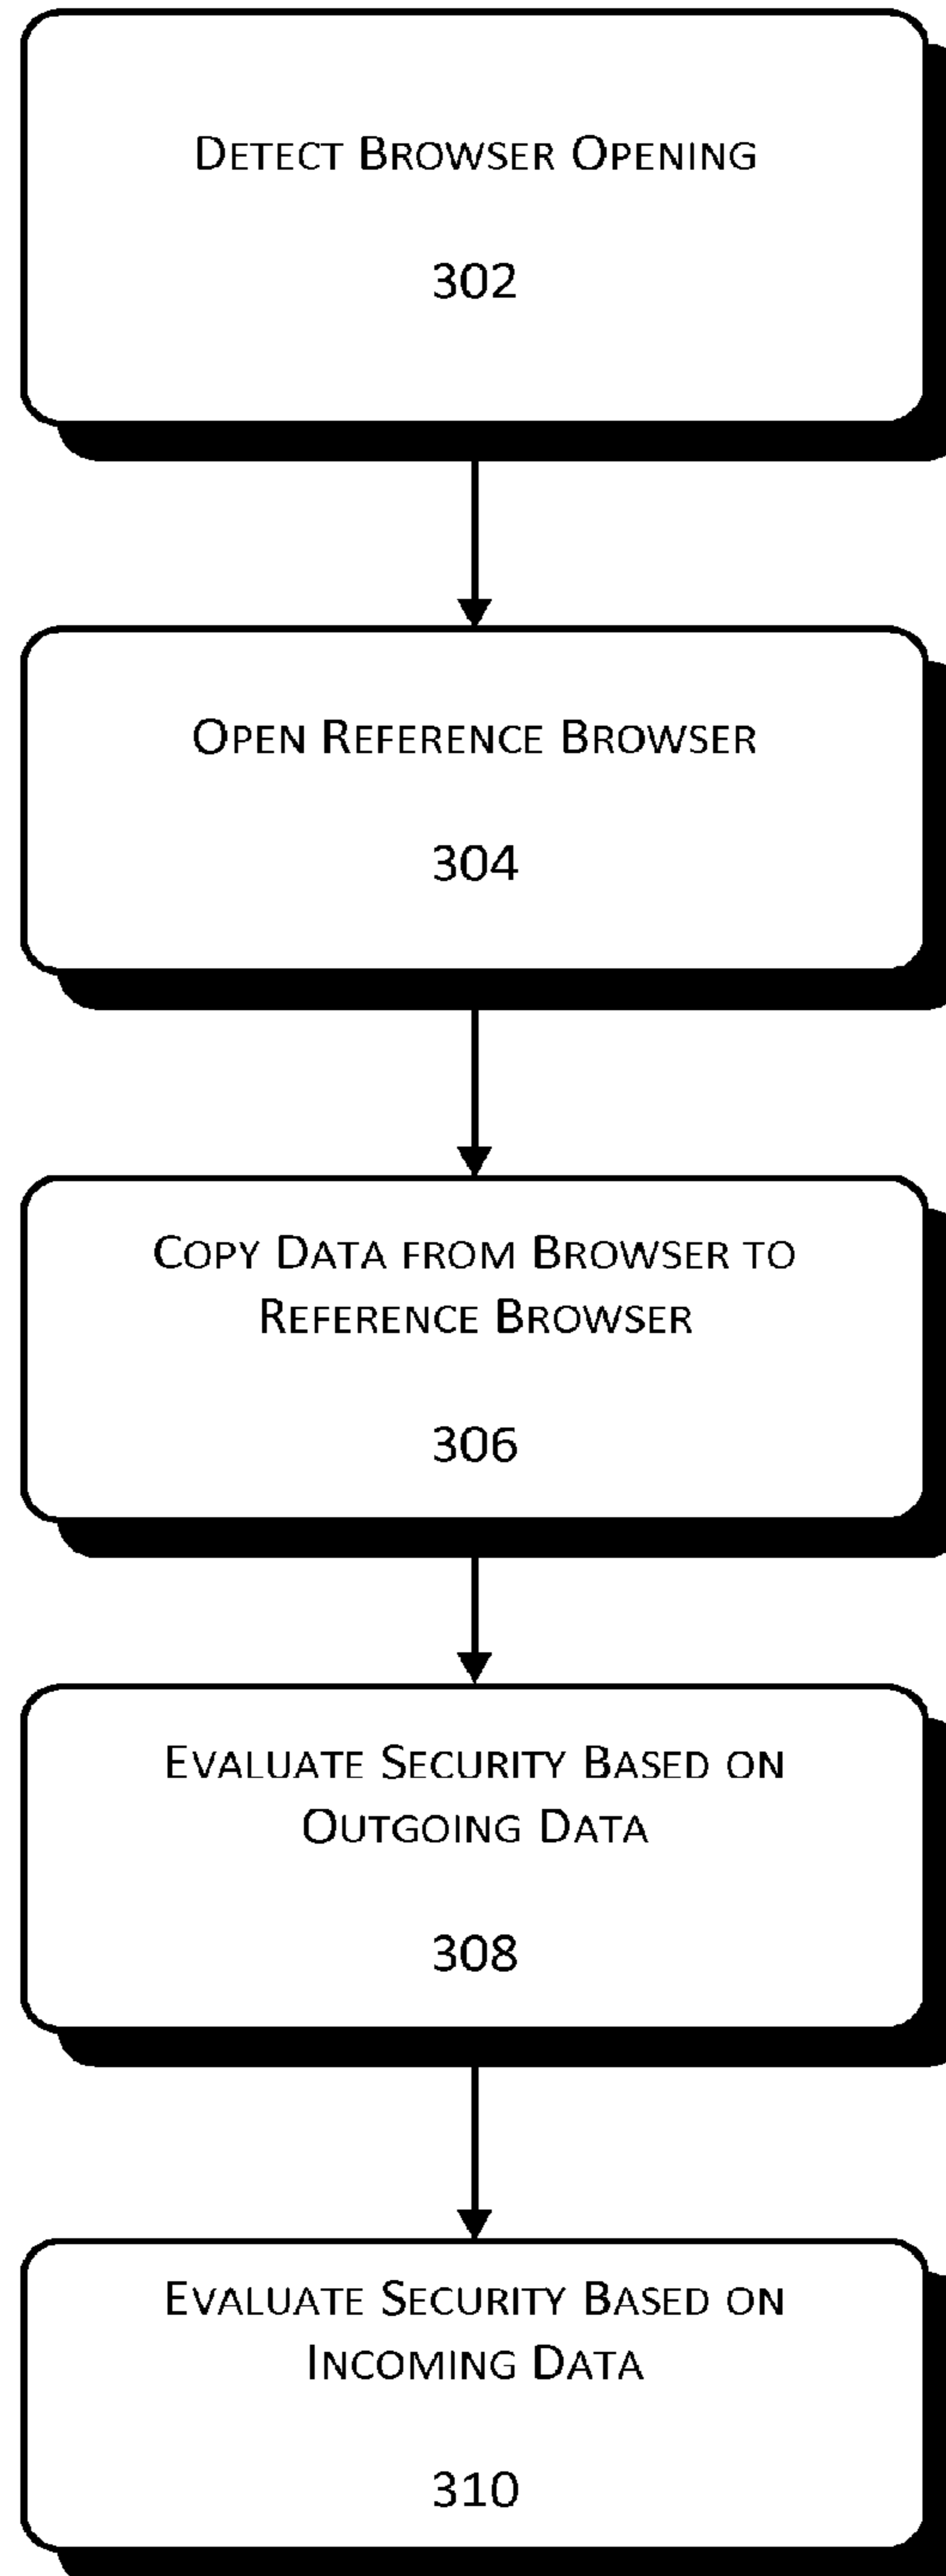 Detect Browser Opening
302
Open Reference Browser
304
Copy Data from Browser to
Reference Browser
306
Evaluate Security Based on
Outgoing Data
308
Evaluate Security Based on
Incoming Data
310